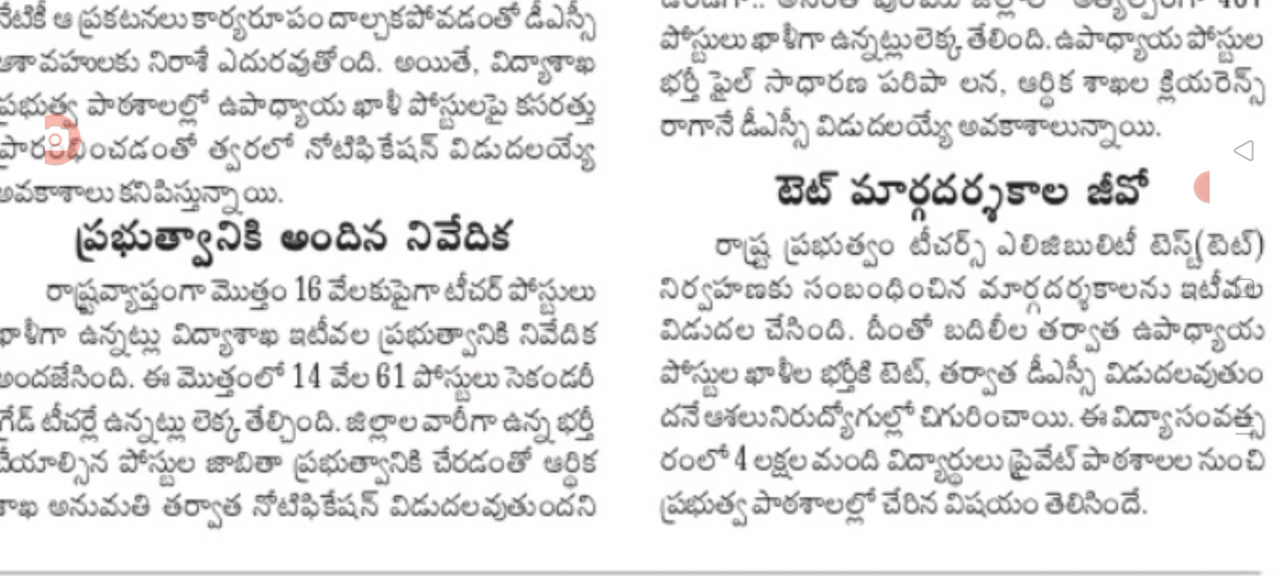 నేటికీ ఆ ప్రకటనలు కార్యరూపం దాల్చకపోవడంతో డీఎస్సీ
ఆశావహులకు నిరాశే ఎదురవుతోంది. అయితే, విద్యాశాఖ
ప్రభుత్వ పాఠశాలల్లో ఉపాధ్యాయ ఖాళీ పోస్టులపై కసరత్తు
ప్రారంభించడంతో త్వరలో నోటిఫికేషన్ విడుదలయ్యే
అవకాశాలు కనిపిస్తున్నాయి.
ప్రభుత్వానికి అందిన నివేదిక
రాష్ట్రవ్యాప్తంగా మొత్తం 16 వేలకుపైగా టీచర్ పోస్టులు
ఖాళీగా ఉన్నట్లు విద్యాశాఖ ఇటీవల ప్రభుత్వానికి నివేదిక
అందజేసింది. ఈ మొత్తంలో 14 వేల 61 పోస్టులు సెకండరీ
గ్రేడ్ టీచర్లే ఉన్నట్లు లెక్క తేల్చింది. జిల్లాల వారీగా ఉన్న భర్తీ
చేయాల్సిన పోస్టుల జాబితా ప్రభుత్వానికి చేరడంతో ఆర్థిక
శాఖ అనుమతి తర్వాత నోటిఫికేషన్ విడుదలవుతుందని
పోస్టులు ఖాళీగా ఉన్నట్లు లెక్క తేలింది. ఉపాధ్యాయ పోస్టుల
భర్తీ ఫైల్ సాధారణ పరిపా లన, ఆర్థిక శాఖల క్లియరెన్స్
రాగానే డీఎస్సీ విడుదలయ్యే అవకాశాలున్నాయి.
టెట్ మార్గదర్శకాల జీవో
రాష్ట్ర ప్రభుత్వం టీచర్స్ ఎలిజిబులిటీ టెస్ట్(టెట్)
నిర్వహణకు సంబంధించిన మార్గదర్శకాలను ఇటీవల
విడుదల చేసింది. దీంతో బదిలీల తర్వాత ఉపాధ్యాయ
పోస్టుల ఖాళీల భర్తీకి టెట్, తర్వాత డీఎస్సీ విడుదలవుతుం
దనే ఆశలు నిరుద్యోగుల్లో చిగురించాయి. ఈ విద్యా సంవత్స
రంలో 4 లక్షల మంది విద్యార్థులు ప్రైవేట్ పాఠశాలల నుంచి
ప్రభుత్వ పాఠశాలల్లో చేరిన విషయం తెలిసిందే.